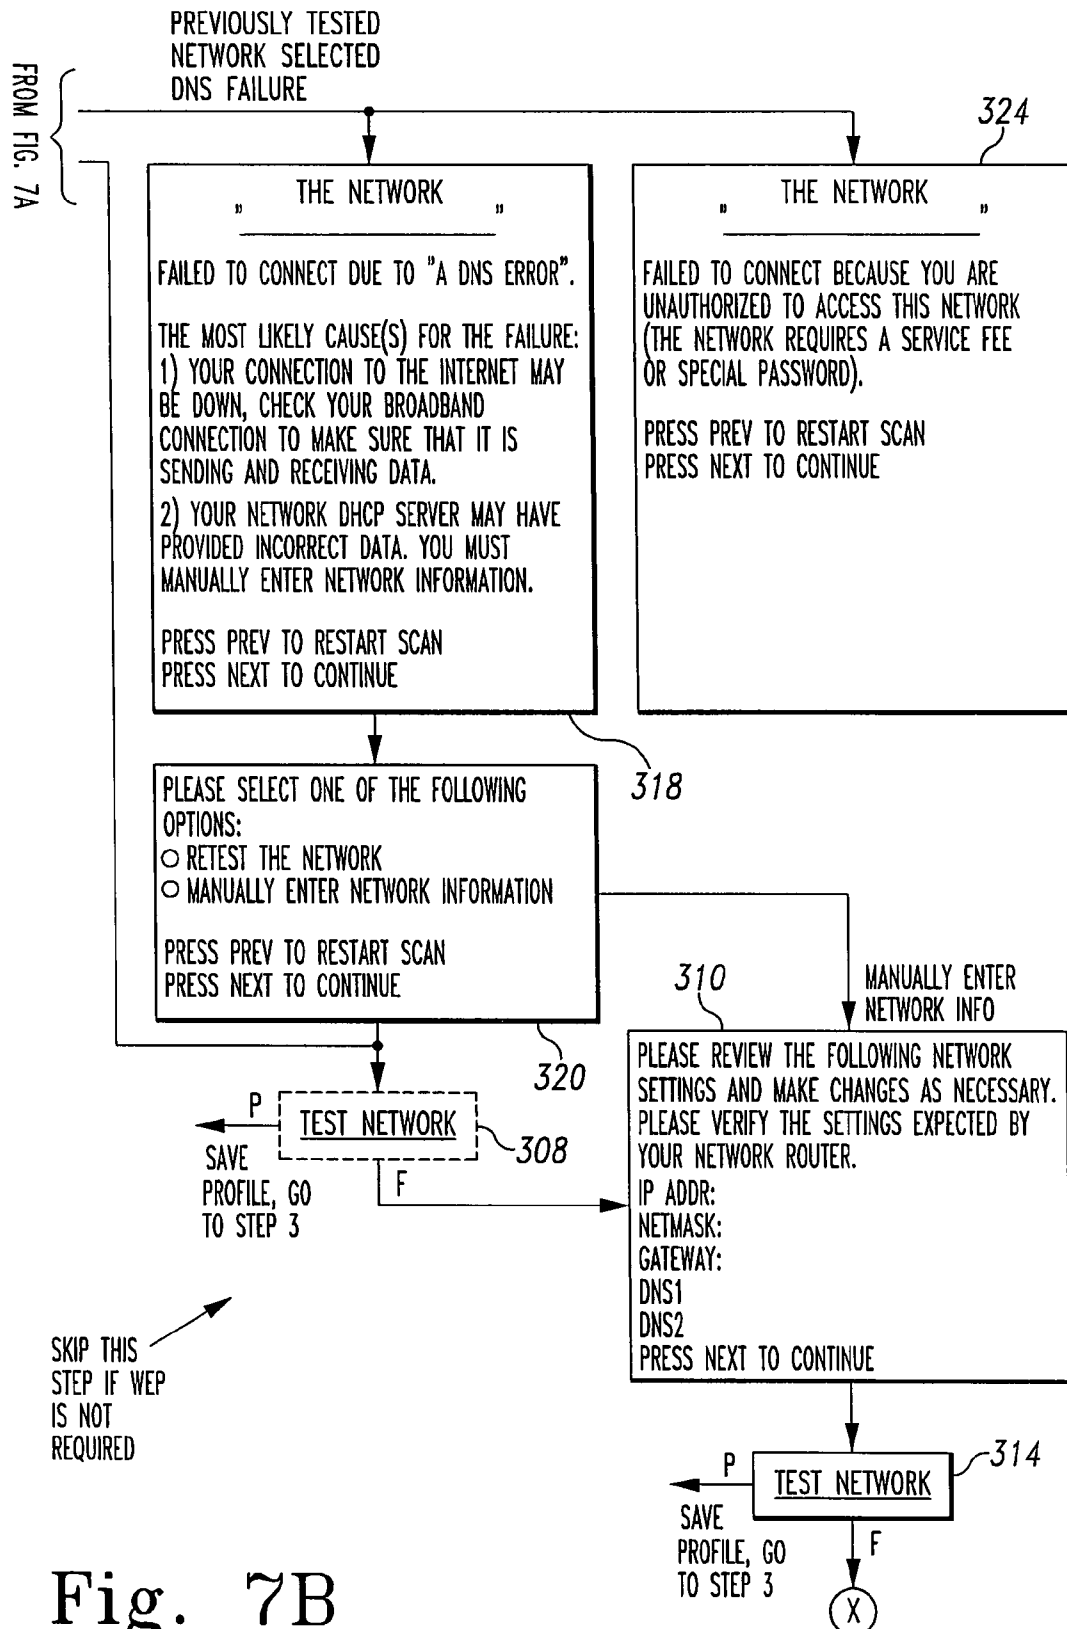 PREVIOUSLY TESTED
NETWORK SELECTED
DNS FAILURE
FROM FIG. 7A
324
THE NETWORK
" "
FAILED TO CONNECT DUE TO "A DNS ERROR".
THE MOST LIKELY CAUSE(S) FOR THE FAILURE:
1) YOUR CONNECTION TO THE INTERNET MAY
BE DOWN, CHECK YOUR BROADBAND
CONNECTION TO MAKE SURE THAT IT IS
SENDING AND RECEIVING DATA.
2) YOUR NETWORK DHCP SERVER MAY HAVE
PROVIDED INCORRECT DATA. YOU MUST
MANUALLY ENTER NETWORK INFORMATION.
PRESS PREV TO RESTART SCAN
PRESS NEXT TO CONTINUE
318
THE NETWORK
" "
FAILED TO CONNECT BECAUSE YOU ARE
UNAUTHORIZED TO ACCESS THIS NETWORK
(THE NETWORK REQUIRES A SERVICE FEE
OR SPECIAL PASSWORD).
PRESS PREV TO RESTART SCAN
PRESS NEXT TO CONTINUE
PLEASE SELECT ONE OF THE FOLLOWING
OPTIONS:
RETEST THE NETWORK
MANUALLY ENTER NETWORK INFORMATION
PRESS PREV TO RESTART SCAN
PRESS NEXT TO CONTINUE
320
MANUALLY ENTER
NETWORK INFO
310
PLEASE REVIEW THE FOLLOWING NETWORK
SETTINGS AND MAKE CHANGES AS NECESSARY.
PLEASE VERIFY THE SETTINGS EXPECTED BY
YOUR NETWORK ROUTER.
IP ADDR:
NETMASK:
GATEWAY:
DNS1
DNS2
PRESS NEXT TO CONTINUE
P
TEST NETWORK
308
SAVE
PROFILE, GO
TO STEP 3
F
SKIP THIS
STEP IF WEP
IS NOT
REQUIRED
P
TEST NETWORK
314
SAVE
PROFILE, GO
TO STEP 3
F
X
Fig. 7B